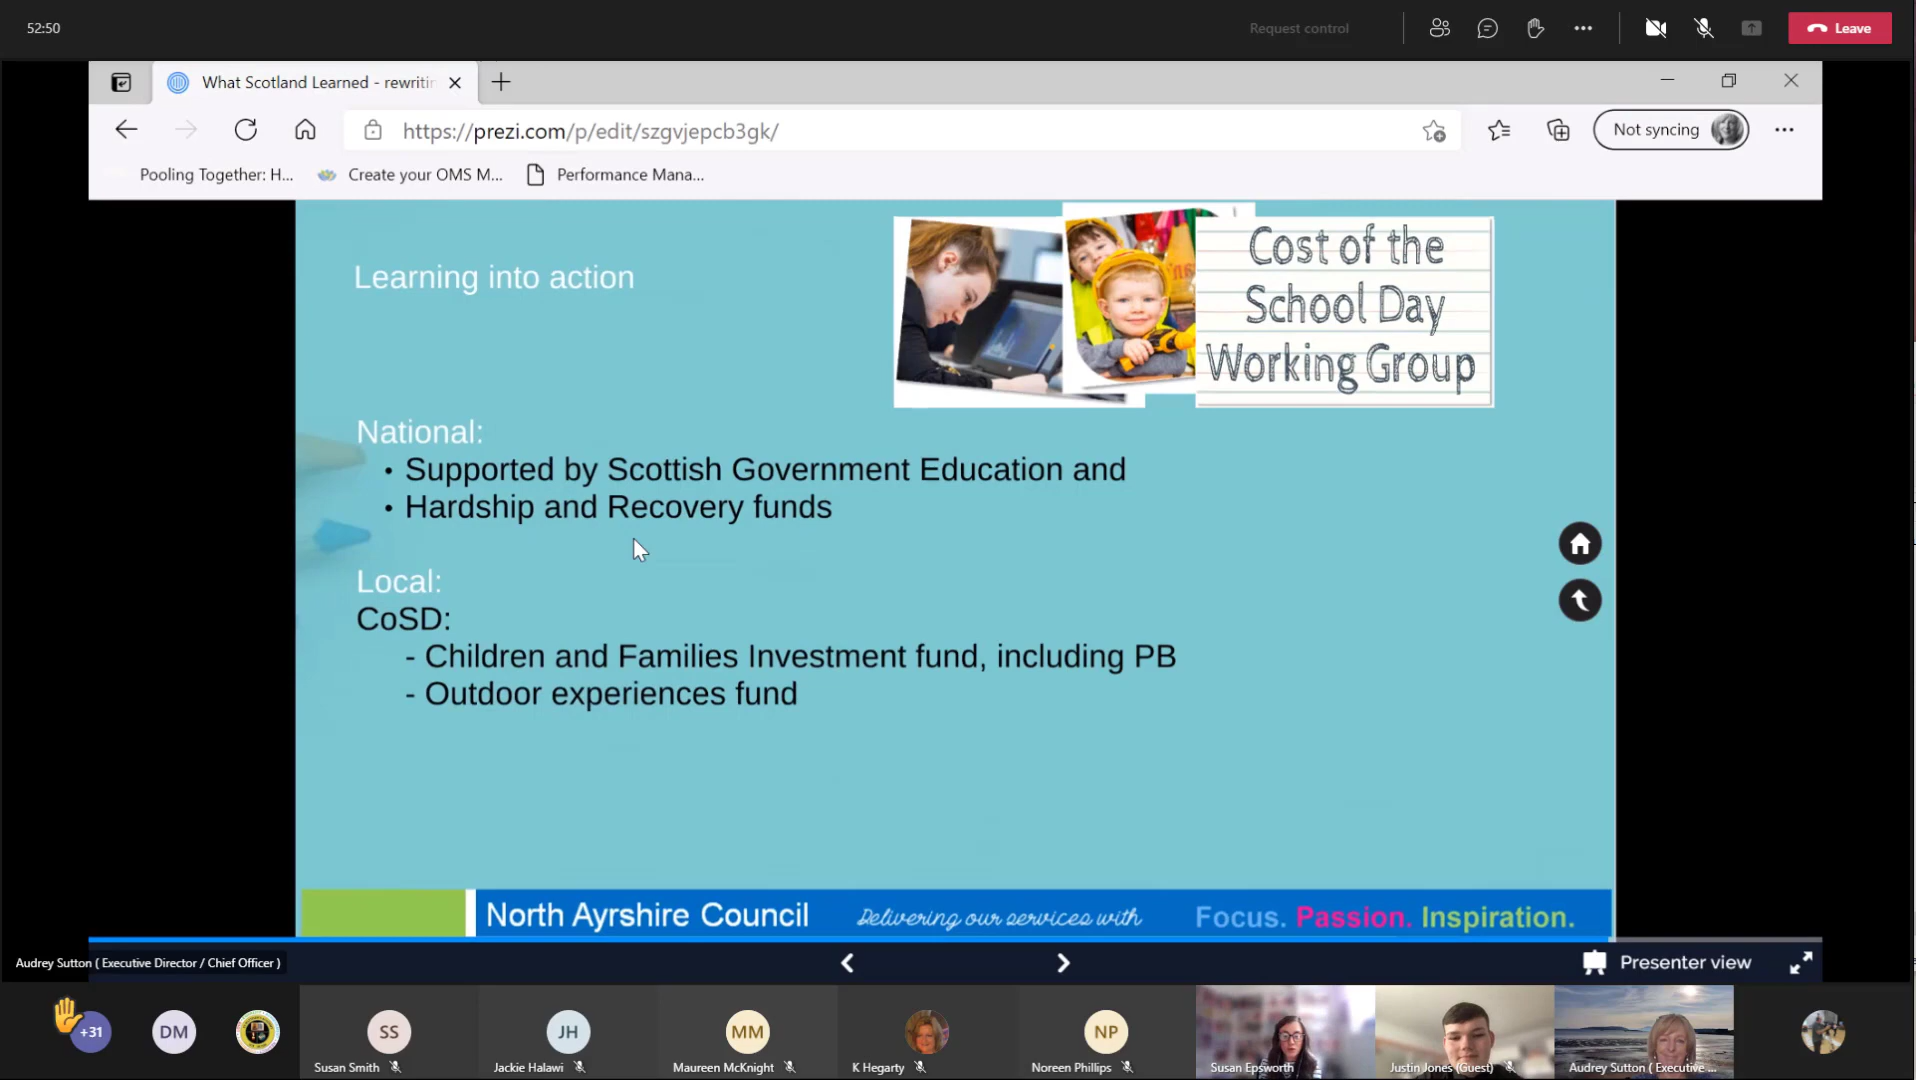 52:50
Request control
Leave
What Scotland Learned - rewritin
https://prezi.com/p/edit/szgvjepcb3gk/
Not syncing
Pooling Together: H...
Create your OMS M...
Performance Mana...
Learning into action
Cost of the
School Day
Working Group
National:
• Supported by Scottish Government Education and
• Hardship and Recovery funds
Local:
CoSD:
- Children and Families Investment fund, including PB
- Outdoor experiences fund
North Ayrshire Council
Delivering our services with
Focus. Passion. Inspiration.
Audrey Sutton ( Executive Director / Chief Officer )
Presenter view
+31
DM
SS
JH
MM
NP
Susan Smith
Jackie Halawi
Maureen McKnight
K Hegarty
Noreen Phillips
Susan Epsworth
Justin Jones (Guest)
Audrey Sutton ( Executive ...